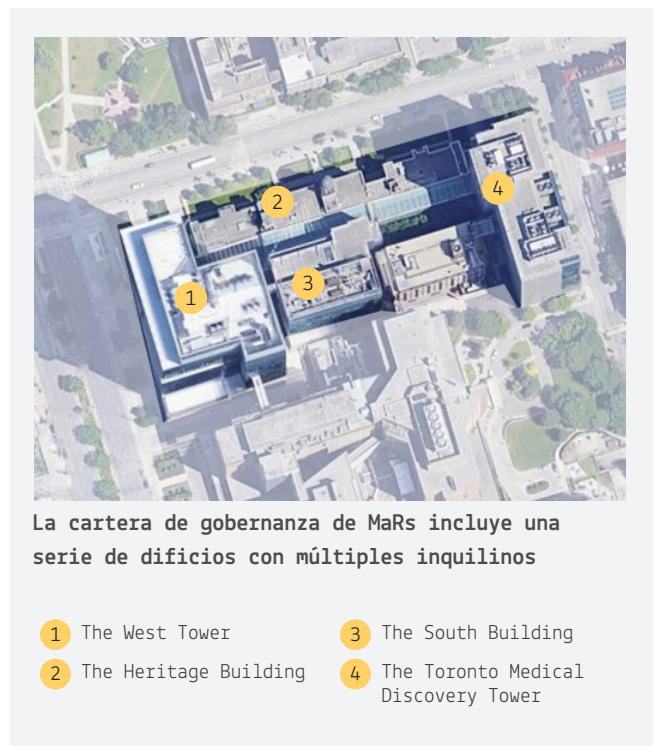 2
4
3
1
La cartera de gobernanza de MaRs incluye una
serie de dificios con múltiples inquilinos
1 The West Tower
2 The Heritage Building
3 The South Building
4 The Toronto Medical
Discovery Tower